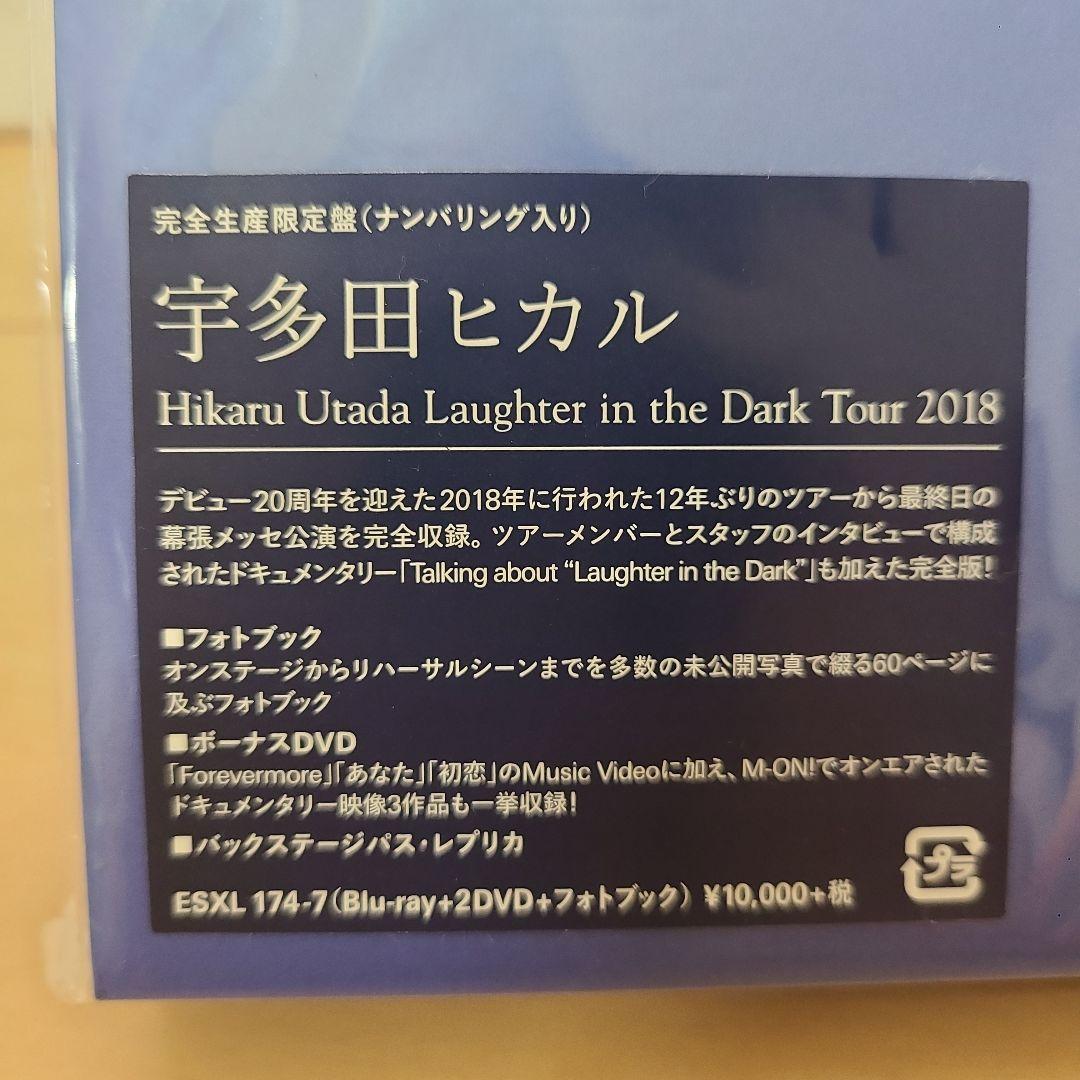 完全生産限定盤(ナンバリング入り)
宇多田ヒカル
Hikaru Utada Laughter in the Dark Tour 2018
デビュー20周年を迎えた2018年に行われた12年ぶりのツアーから最終日の
幕張メッセ公演を完全収録。ツアーメンバーとスタッフのインタビューで構成
されたドキュメンタリー「Talking about “Laughter in the Dark”」も加えた完全版!
■フォトブック
オンステージからリハーサルシーンまでを多数の未公開写真で綴る60ページに
及ぶフォトブック
■ボーナスDVD
「Forevermore」「あなた」「初恋」のMusic Videoに加え、M-ON!でオンエアされた
ドキュメンタリー映像3作品も一挙収録!
■バックステージパス・レプリカ
プラ
ESXL 174-7(Blu-ray+2DVD+フォトブック) ¥10,000+税